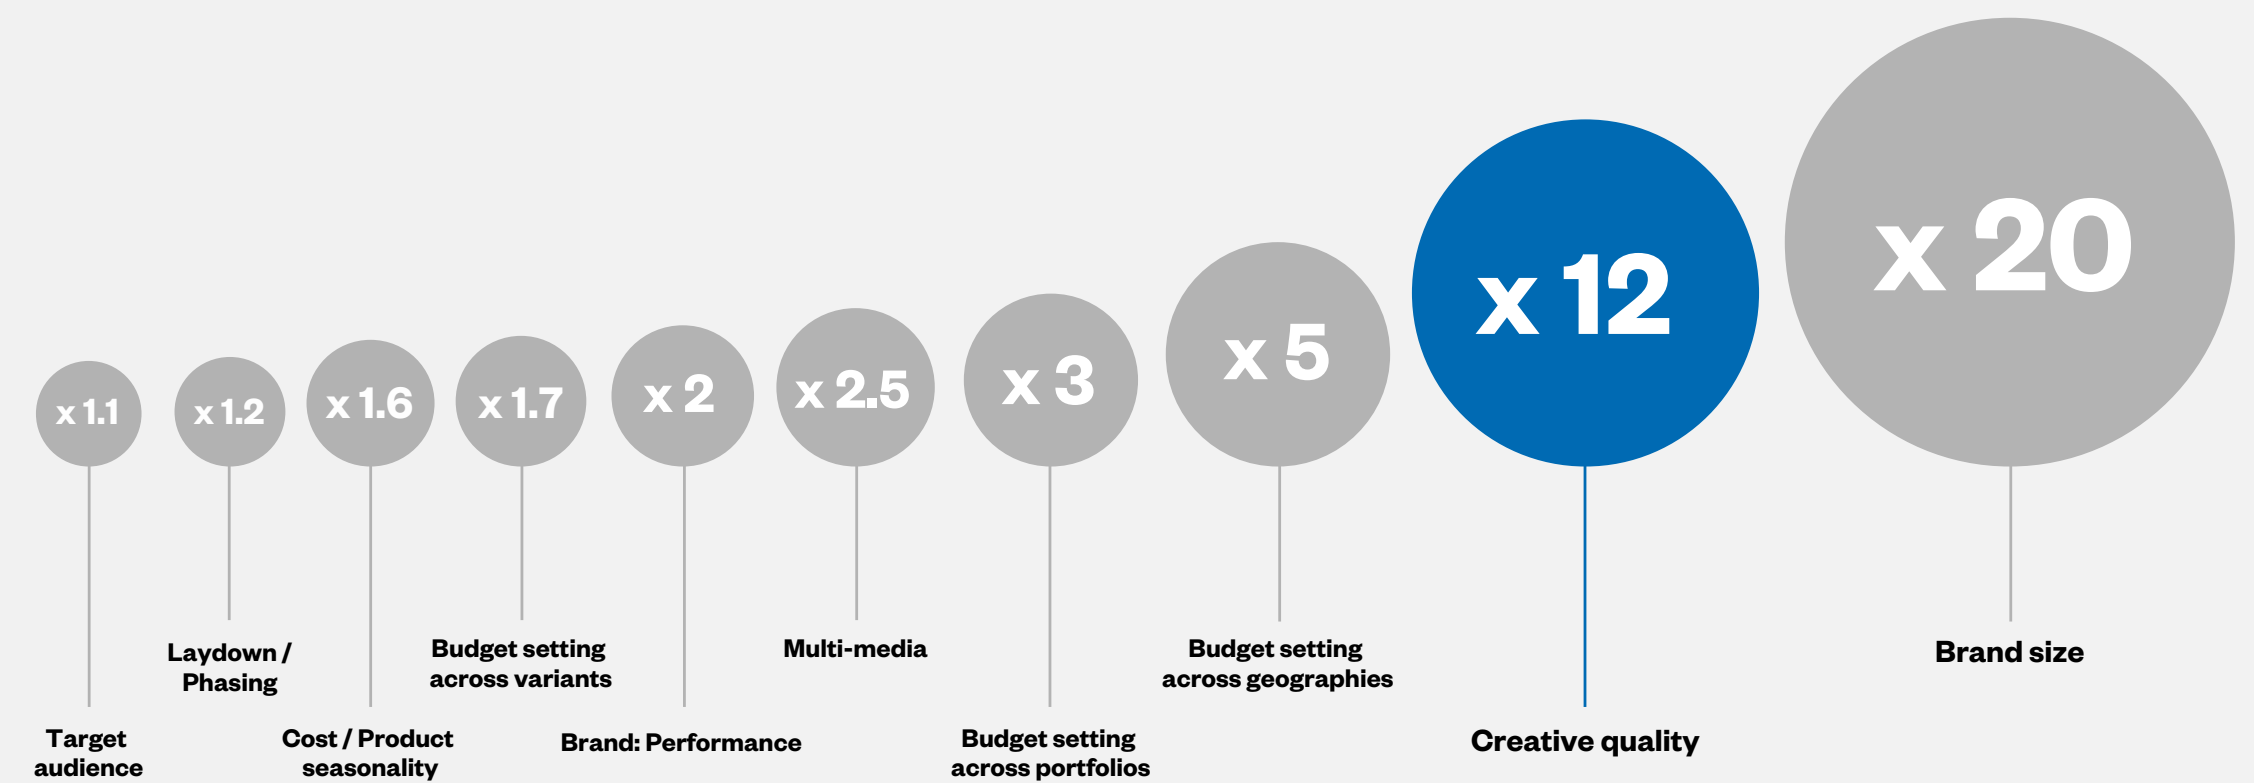 x 1.1
x 1.2
x 1.6
x 1.7
x 2
x 2.5
x 3
x 5
x 12
x 20
Target
audience
Laydown /
Phasing
Cost / Product
seasonality
Budget setting
across variants
Brand: Performance
Multi-media
Budget setting
across portfolios
Budget setting
across geographies
Creative quality
Brand size